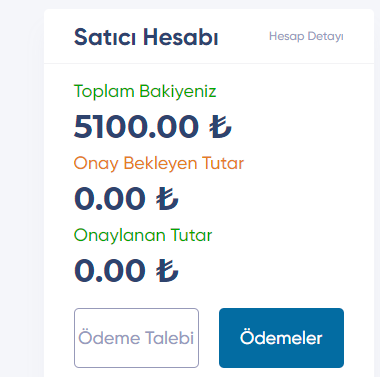 Satıcı Hesabı
Hesap Detayı
Toplam Bakiyeniz
5100.00 ₺
Onay Bekleyen Tutar
0.00 ₺
Onaylanan Tutar
0.00 ₺
Ödeme Talebi
Ödemeler